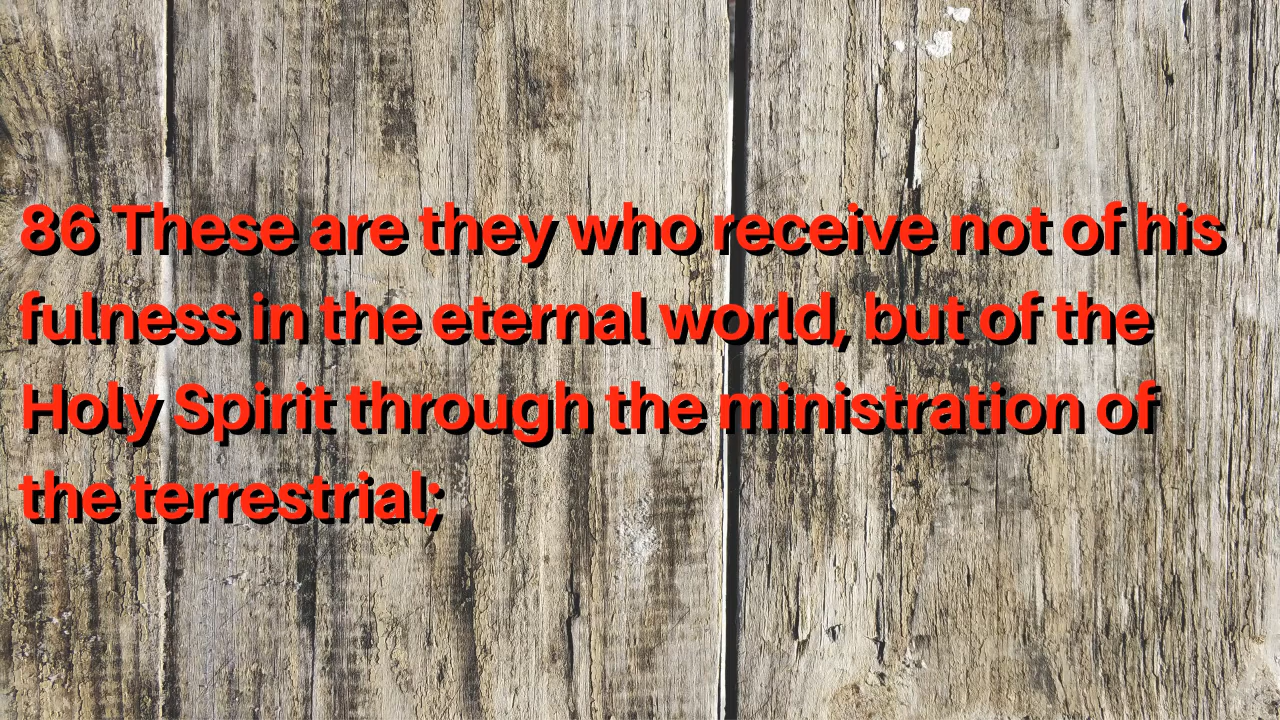 86 These are they who receive not of his
fulness in the eternal world, but of the
Holy Spirit through the ministration of
the terrestrial;